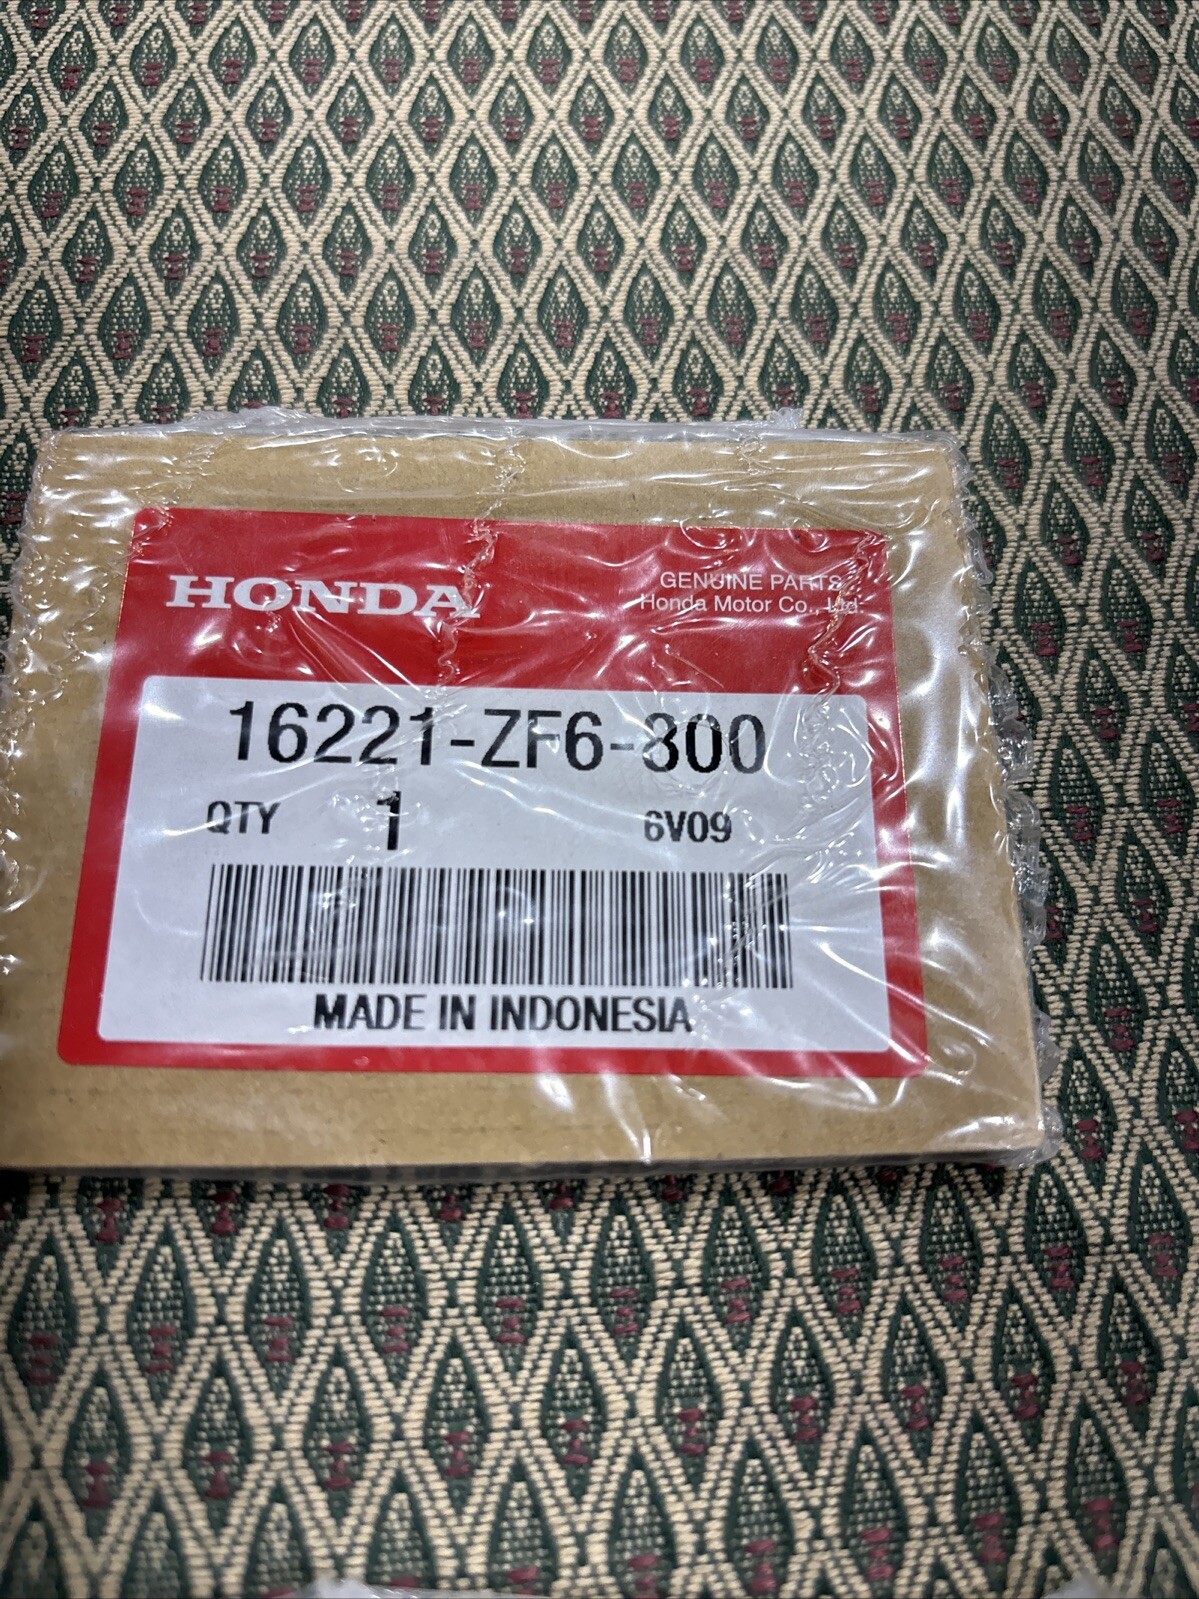 HONDA
GENUINE PARTS
Honda Motor Co., Ltd.
16221-ZF6-800
QTY 1 6V09
MADE IN INDONESIA